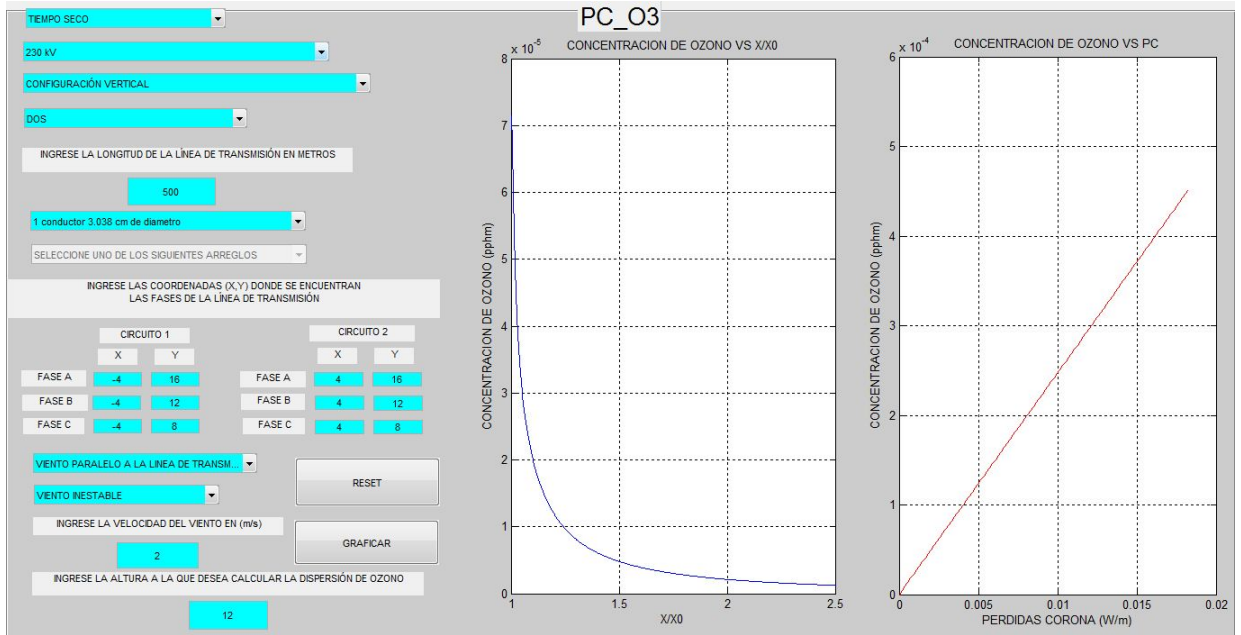 PC_O3
TIEMPO SECO
230 kV
CONFIGURACIÓN VERTICAL
DOS
INGRESE LA LONGITUD DE LA LÍNEA DE TRANSMISIÓN EN METROS
500
1 conductor 3.038 cm de diametro
SELECCIONE UNO DE LOS SIGUIENTES ARREGLOS
INGRESE LAS COORDENADAS (X,Y) DONDE SE ENCUENTRAN
LAS FASES DE LA LÍNEA DE TRANSMISIÓN
CIRCUITO 1
X Y
FASE A -4 16
FASE B -4 12
FASE C -4 8
CIRCUITO 2
X Y
FASE A 4 16
FASE B 4 12
FASE C 4 8
VIENTO PARALELO A LA LINEA DE TRANSM...
VIENTO INESTABLE
INGRESE LA VELOCIDAD DEL VIENTO EN (m/s)
2
INGRESE LA ALTURA A LA QUE DESEA CALCULAR LA DISPERSIÓN DE OZONO
12
RESET
GRAFICAR
CONCENTRACION DE OZONO VS X/X0
x 10-5
CONCENTRACION DE OZONO (pphm)
8
7
6
5
4
3
2
1
0
1 1.5 2 2.5
X/X0
CONCENTRACION DE OZONO VS PC
x 10-4
CONCENTRACION DE OZONO (pphm)
6
5
4
3
2
1
0
0 0.005 0.01 0.015 0.02
PERDIDAS CORONA (W/m)